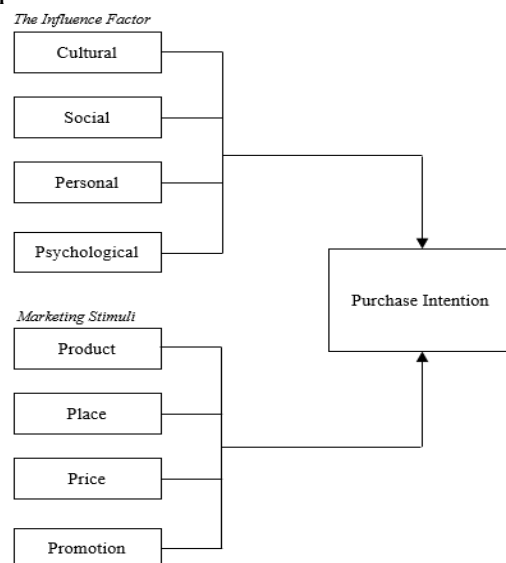 The Influence Factor
Cultural
Social
Personal
Psychological
Purchase Intention
Marketing Stimuli
Product
Place
Price
Promotion